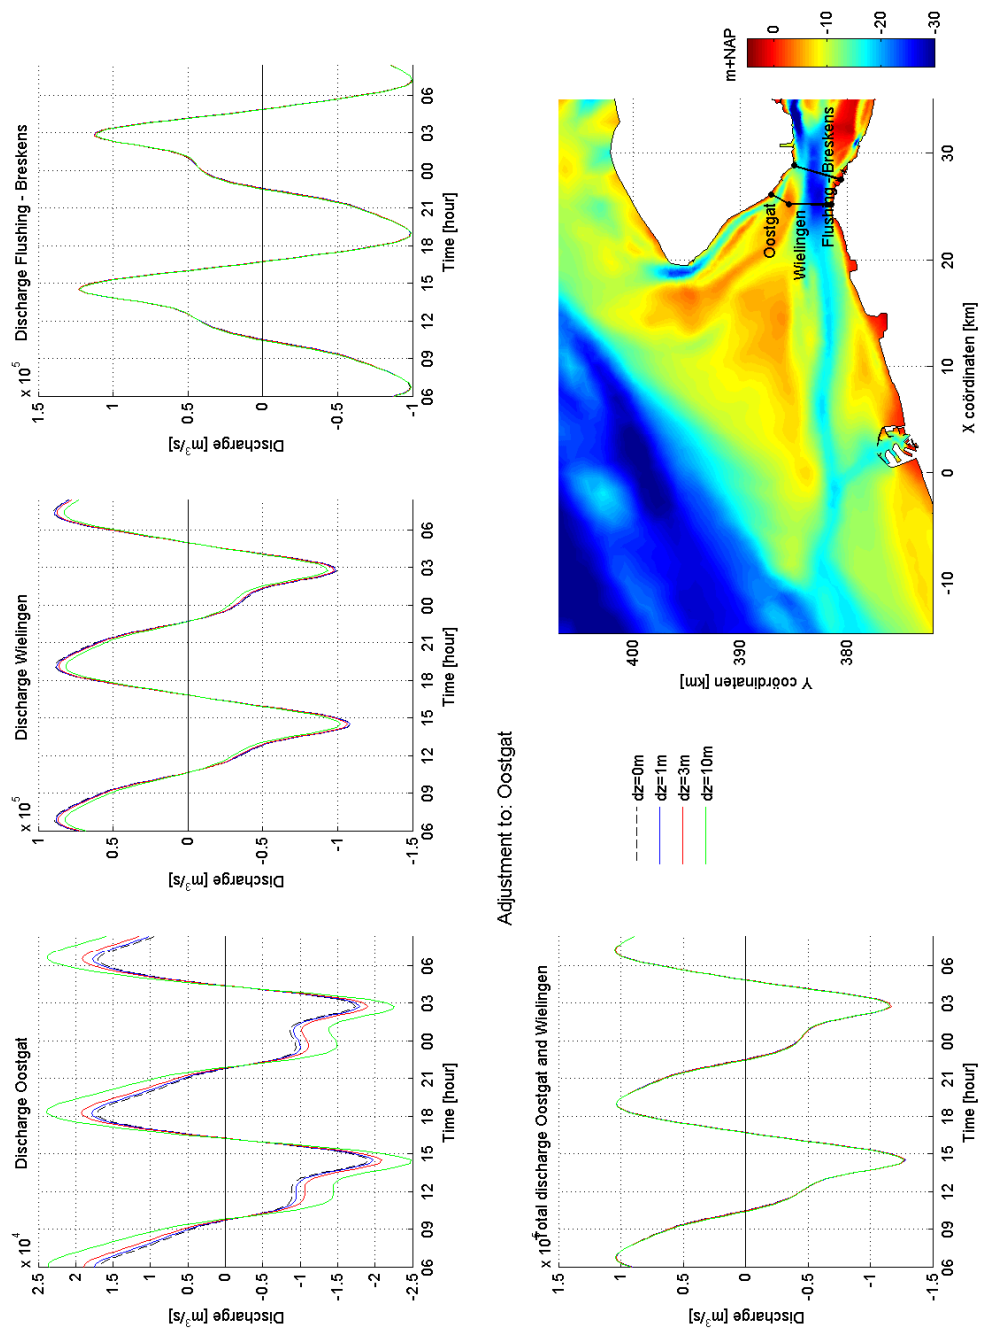 Discharge Oostgat
x 10^4
2.5
2
1.5
1
0.5
0
-0.5
-1
-1.5
-2
-2.5
Discharge [m³/s]
06
09
12
15
18
21
00
03
06
Time [hour]
Discharge Wielingen
x 10^5
1
0.5
0
-0.5
-1
-1.5
Discharge [m³/s]
06
09
12
15
18
21
00
03
06
Time [hour]
Discharge Flushing - Breskens
x 10^5
1.5
1
0.5
0
-0.5
-1
Discharge [m³/s]
06
09
12
15
18
21
00
03
06
Time [hour]
Adjustment to: Oostgat
Total discharge Oostgat and Wielingen
x 10
1.5
1
0.5
0
-0.5
-1
-1.5
Discharge [m³/s]
06
09
12
15
18
21
00
03
06
Time [hour]
dz=0m
dz=1m
dz=3m
dz=10m
400
390
380
Y coördinaten [km]
-10
0
10
20
30
X coördinaten [km]
Oostgat
Wielingen
Flushing - Breskens
m+NAP
0
-10
-20
-30